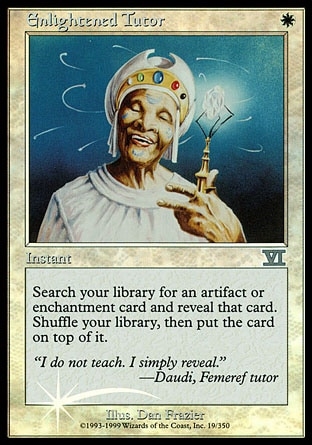 Enlightened Tutor
Instant
VI
Search your library for an artifact or
enchantment card and reveal that card.
Shuffle your library, then put the card
on top of it.
“I do not teach. I simply reveal.”
—Daudi, Femeref tutor
Illus. Dan Frazier
©1993-1999 Wizards of the Coast, Inc. 19/350